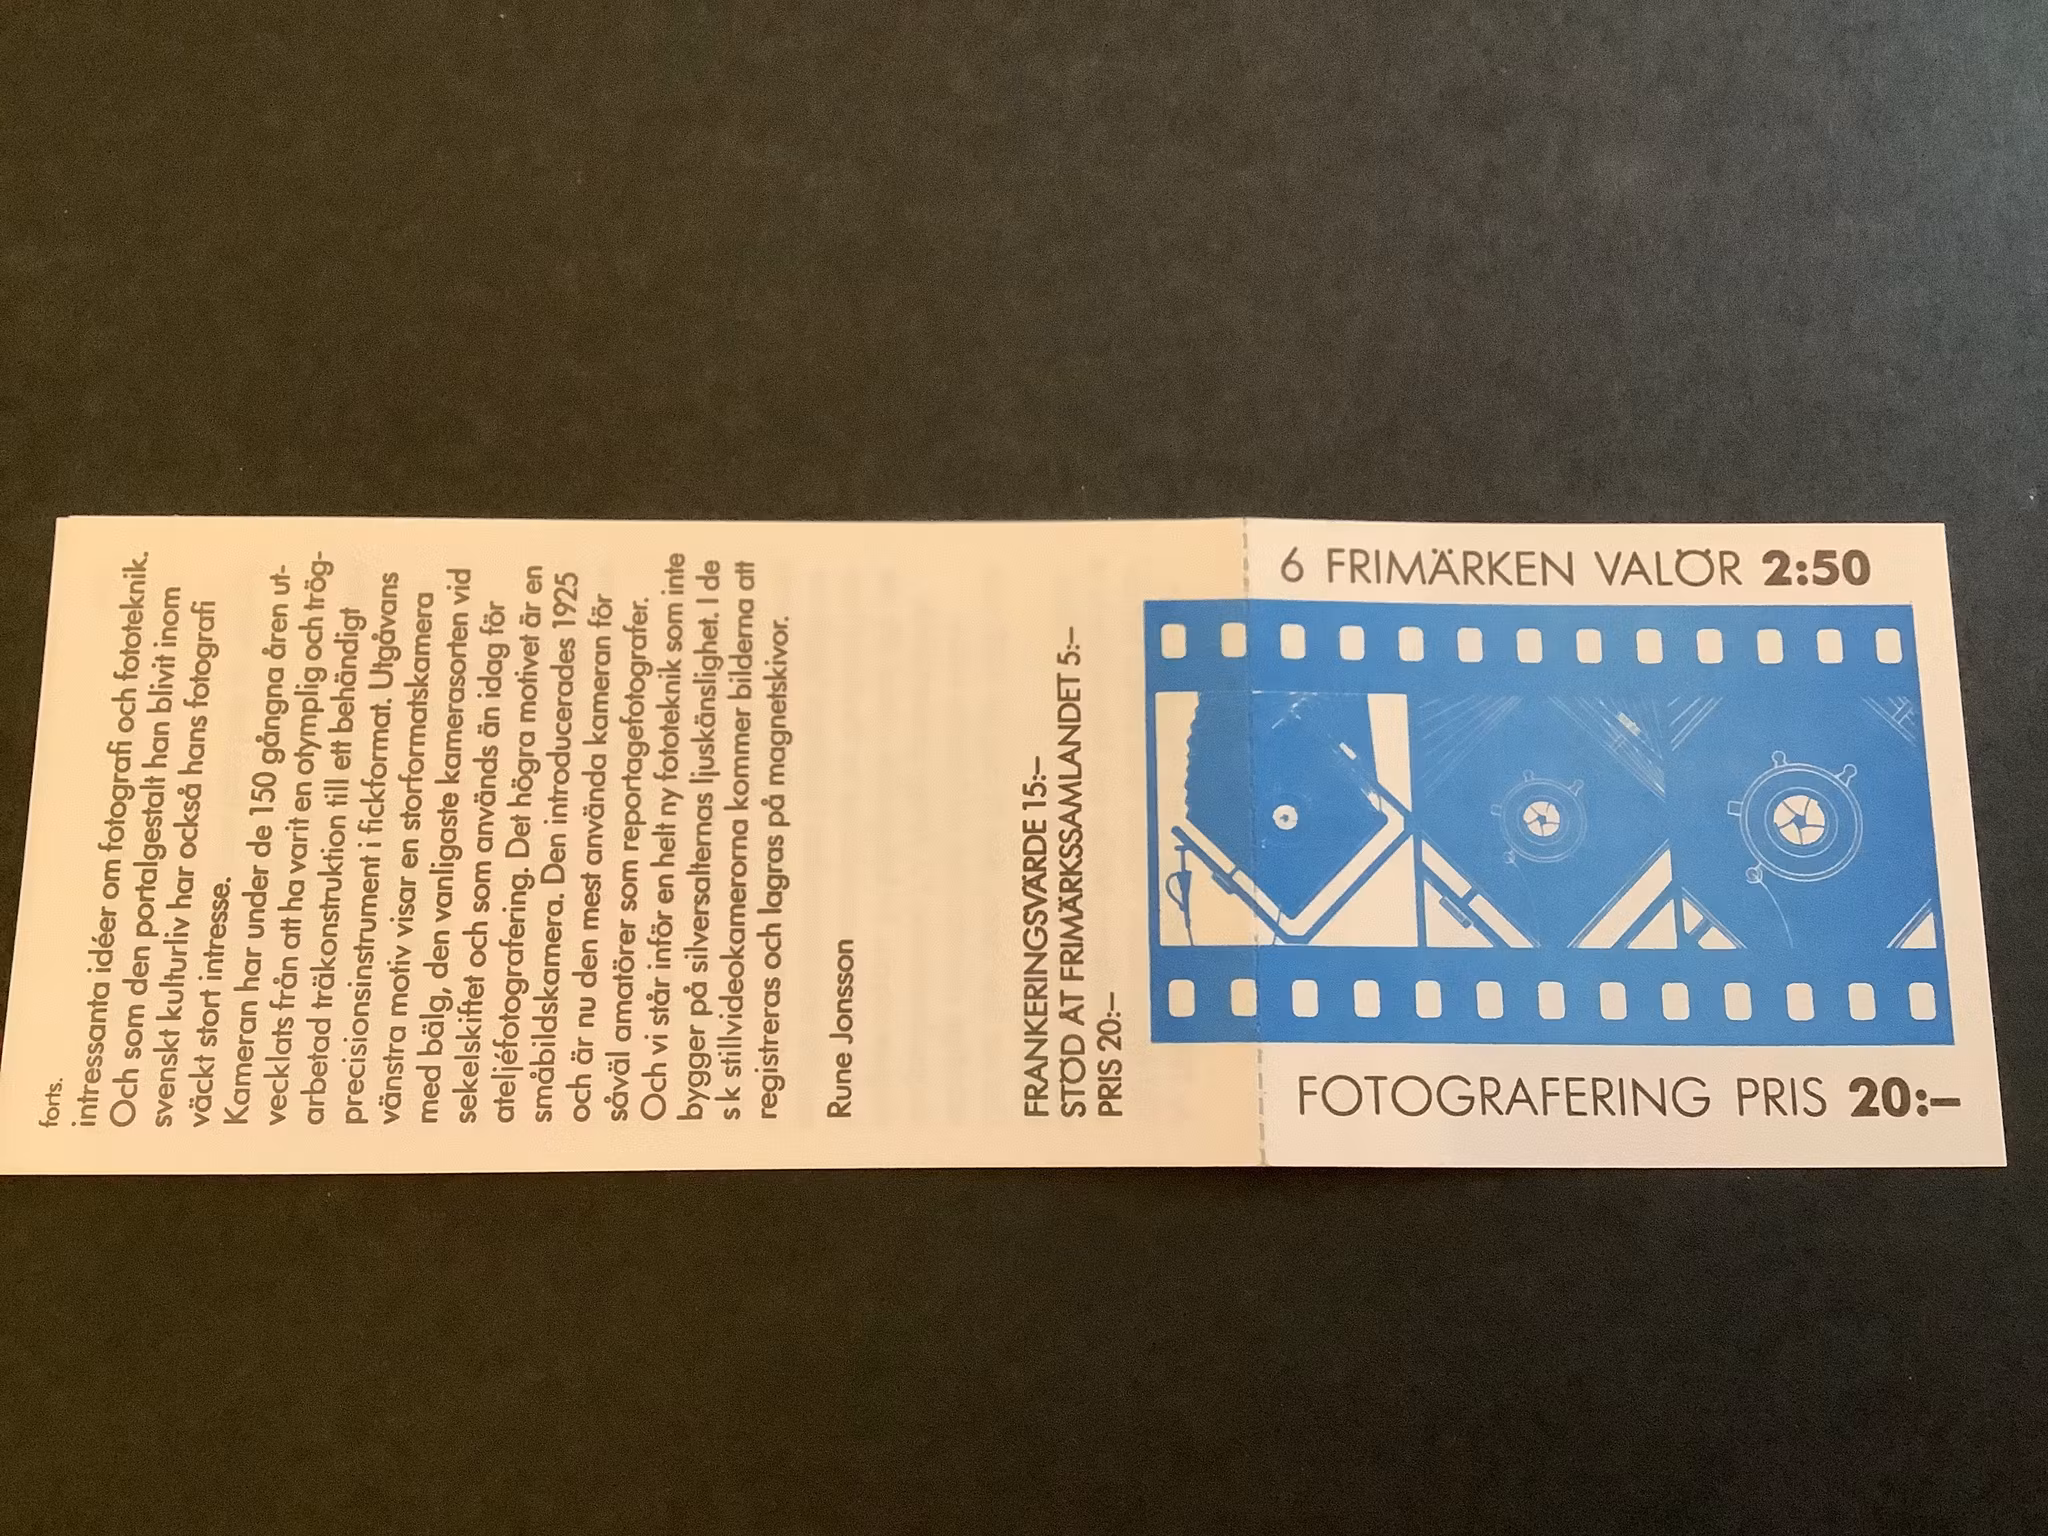 forts.
intressanta idéer om fotografi och fototeknik.
Och som den portalgestalt han blivit inom
svenskt kulturliv har också hans fotografi
väckt stort intresse.
Kameran har under de 150 gångna åren ut-
vecklats från att ha varit en olymplig och trög-
arbetad träkonstruktion till ett behändigt
precisionsinstrument i fickformat. Utgåvans
vänstra motiv visar en storformatskamera
med bälg, den vanligaste kamerasorten vid
sekelskiftet och som används än idag för
ateljéfotografering. Det högra motivet är en
småbildskamera. Den introducerades 1925
och är nu den mest använda kameran för
såväl amatörer som reportagefotografer.
Och vi står inför en helt ny fototeknik som inte
bygger på silversalternas ljuskänslighet. I de
s k stillvideokamerorna kommer bilderna att
registreras och lagras på magnetskivor.
Rune Jonsson
FRANKERINGSVÄRDE 15:–
STÖD ÅT FRIMÄRKSSAMLANDET 5:–
PRIS 20:–
6 FRIMÄRKEN VALÖR 2:50
FOTOGRAFERING PRIS 20:–